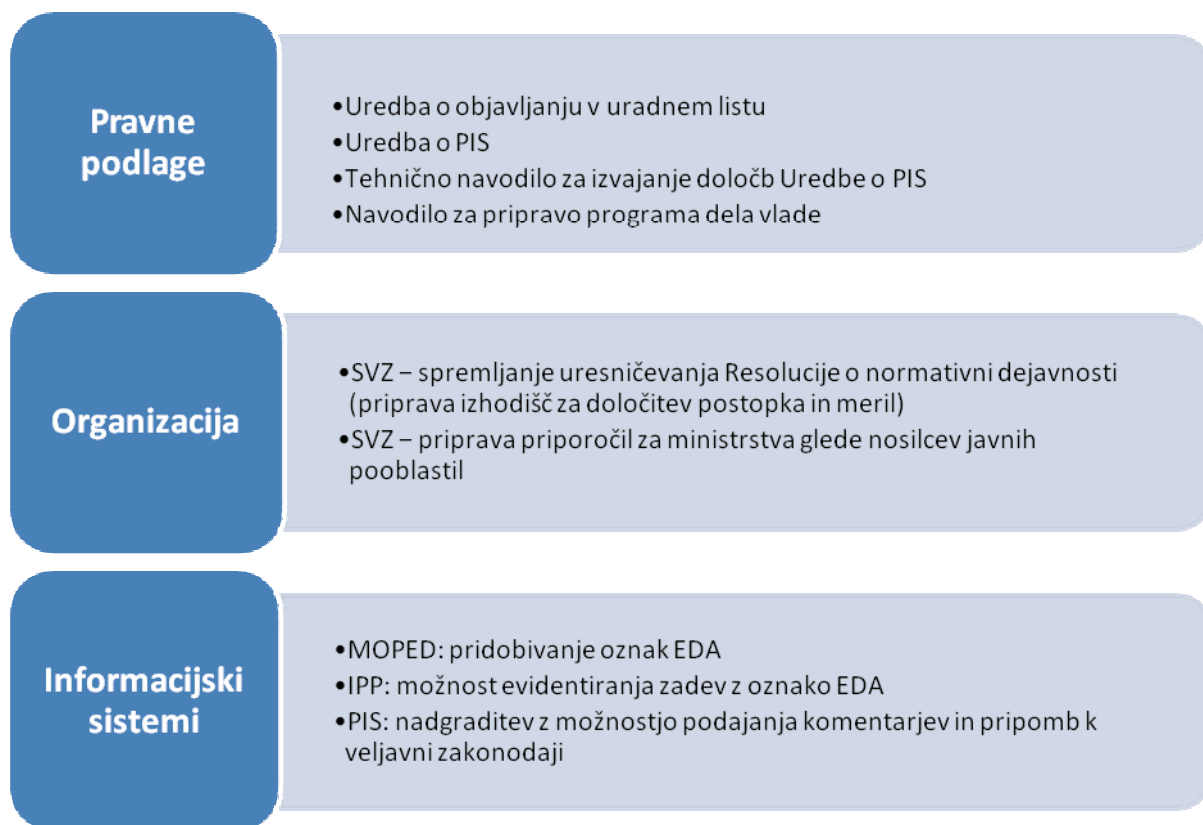 Pravne
podlage
•Uredba o objavljanju v uradnem listu
•Uredba o PIS
•Tehnično navodilo za izvajanje določb Uredbe o PIS
•Navodilo za pripravo programa dela vlade
Organizacija
•SVZ – spremljanje uresničevanja Resolucije o normativni dejavnosti
(priprava izhodišč za določitev postopka in meril)
•SVZ – priprava priporočil za ministrstva glede nosilcev javnih
pooblastil
Informacijski
sistemi
•MOPED: pridobivanje oznak EDA
•IPP: možnost evidentiranja zadev z oznako EDA
•PIS: nadgraditev z možnostjo podajanja komentarjev in pripomb k
veljavni zakonodaji